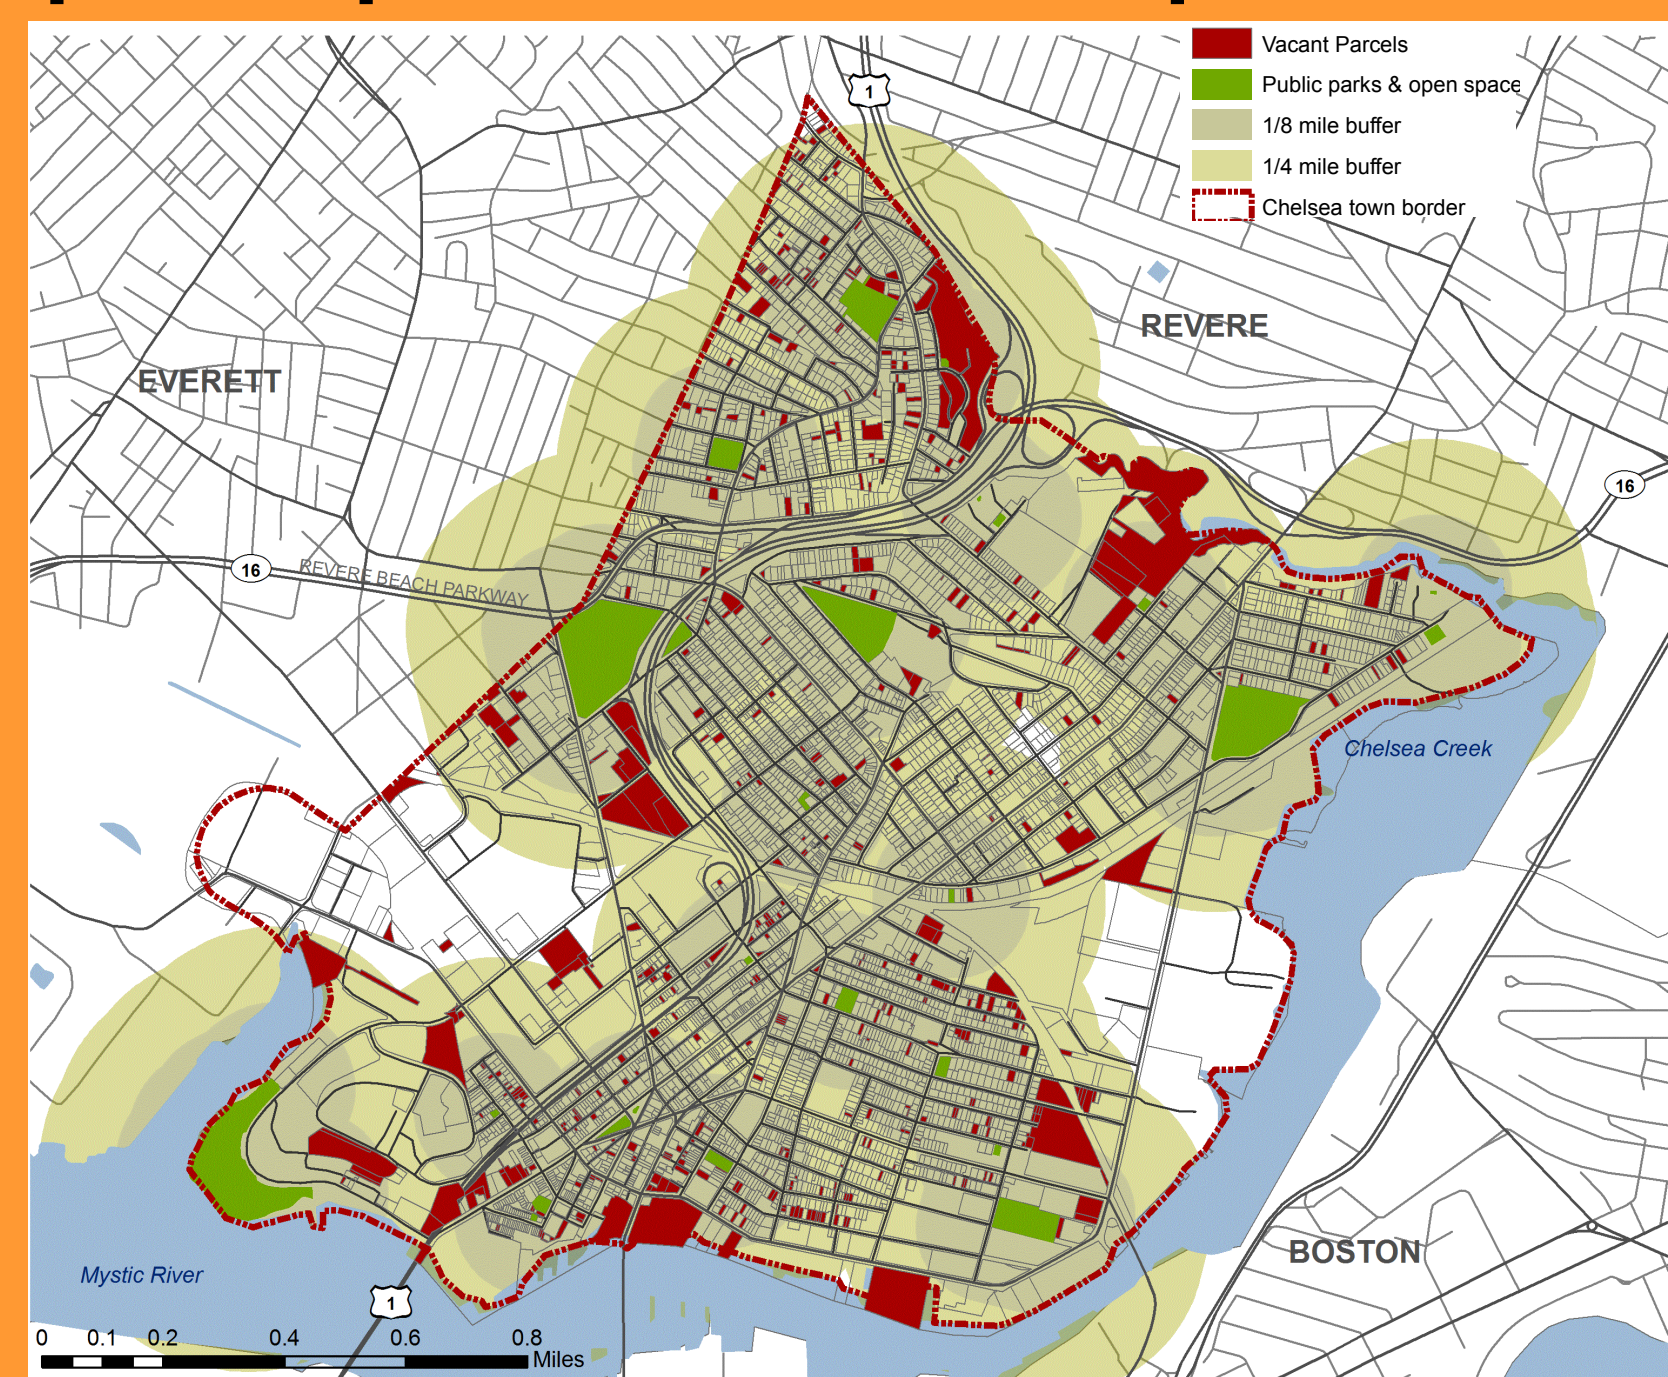 Vacant Parcels
Public parks & open space
1/8 mile buffer
1/4 mile buffer
Chelsea town border
1
REVERE
EVERETT
16
16
REVERE BEACH PARKWAY
Chelsea Creek
BOSTON
Mystic River
1
0 0.1 0.2 0.4 0.6 0.8
Miles